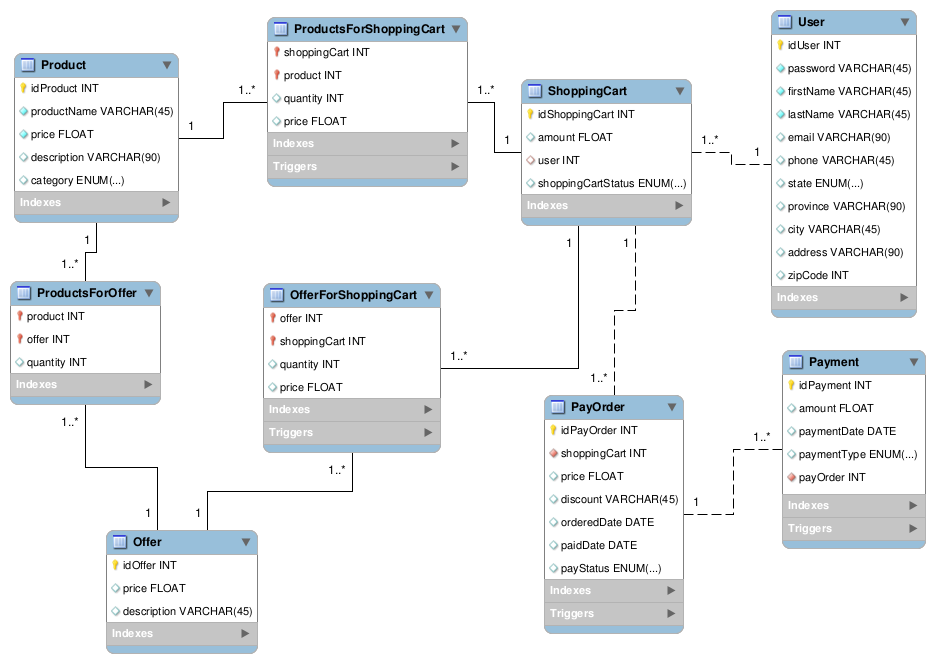 Product
idProduct INT
productName VARCHAR(45)
price FLOAT
description VARCHAR(90)
category ENUM(...)
Indexes
1
1..*
ProductsForShoppingCart
shoppingCart INT
product INT
quantity INT
price FLOAT
Indexes
Triggers
1..*
1
ShoppingCart
idShoppingCart INT
amount FLOAT
user INT
shoppingCartStatus ENUM(...)
Indexes
1..*
1
User
idUser INT
password VARCHAR(45)
firstName VARCHAR(45)
lastName VARCHAR(45)
email VARCHAR(90)
phone VARCHAR(45)
state ENUM(...)
province VARCHAR(90)
city VARCHAR(45)
address VARCHAR(90)
zipCode INT
Indexes
1
1..*
ProductsForOffer
product INT
offer INT
quantity INT
Indexes
1..*
1
OfferForShoppingCart
offer INT
shoppingCart INT
quantity INT
price FLOAT
Indexes
Triggers
1
1..*
1..*
1
Offer
idOffer INT
price FLOAT
description VARCHAR(45)
Indexes
1
1..*
PayOrder
idPayOrder INT
shoppingCart INT
price FLOAT
discount VARCHAR(45)
orderedDate DATE
paidDate DATE
payStatus ENUM(...)
Indexes
Triggers
1
1..*
Payment
idPayment INT
amount FLOAT
paymentDate DATE
paymentType ENUM(...)
payOrder INT
Indexes
Triggers